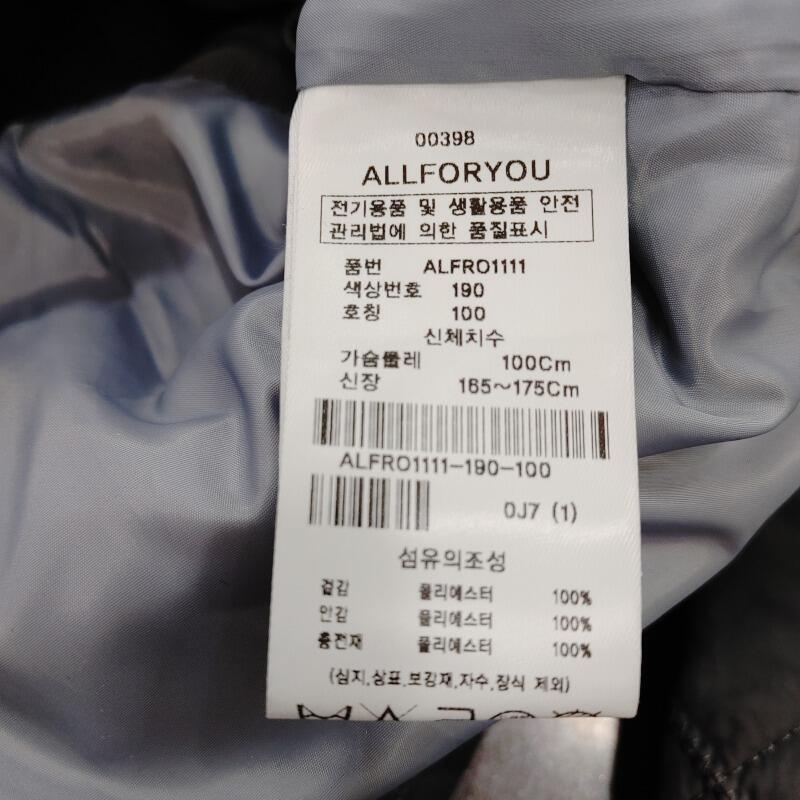 00398
ALLFORYOU
전기용품 및 생활용품 안전
관리법에 의한 품질표시
품번 ALFRO1111
색상번호 190
호칭 100
신체치수
가슴둘레 100Cm
신장 165~175Cm
ALFRO1111-190-100
0J7 (1)
섬유의조성
겉감 폴리에스터 100%
안감 폴리에스터 100%
충전재 폴리에스터 100%
(심지,상표,보강재,자수,장식 제외)